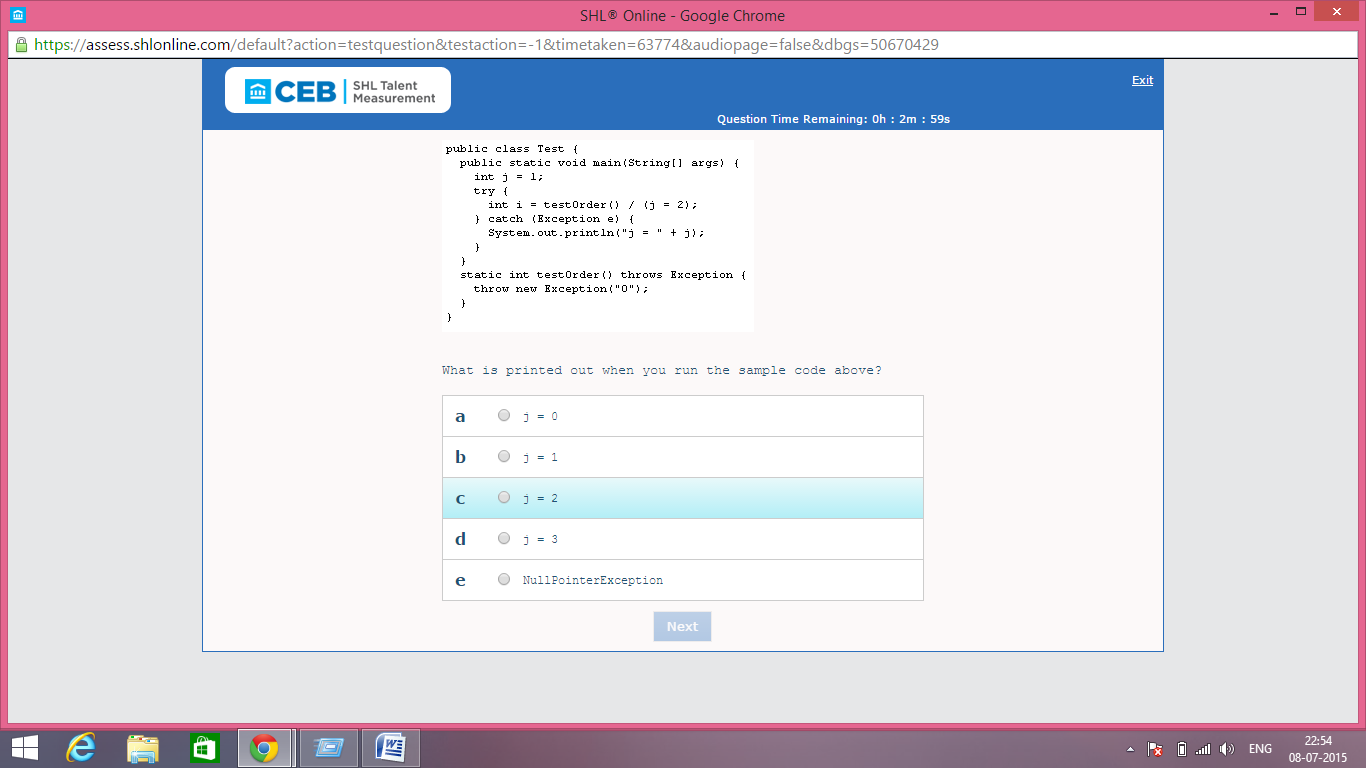 SHL® Online - Google Chrome
https://assess.shlonline.com/default?action=testquestion&testaction=-1&timetaken=63774&audiopage=false&dbgs=50670429
CEB
SHL Talent
Measurement
Exit
Question Time Remaining: 0h : 2m : 59s
public class Test {
  public static void main(String[] args) {
    int j = 1;
    try {
      int i = testOrder() / (j = 2);
    } catch (Exception e) {
      System.out.println("j = " + j);
    }
  }
  static int testOrder() throws Exception {
    throw new Exception("0");
  }
}
What is printed out when you run the sample code above?
a j = 0
b j = 1
c j = 2
d j = 3
e NullPointerException
Next
ENG
22:54
08-07-2015